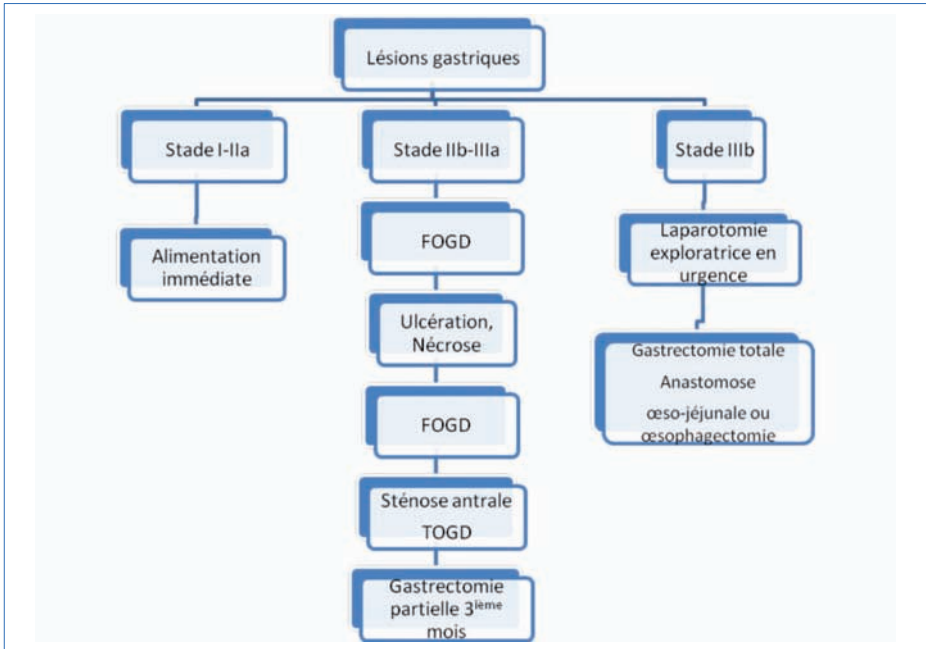 Lésions gastriques
Stade I-IIa
Stade IIb-IIIa
Stade IIIb
Alimentation
immédiate
FOGD
Laparotomie
exploratrice en
urgence
Ulcération,
Nécrose
Gastrectomie totale
Anastomose
œso-jéjunale ou
œsophagectomie
FOGD
Sténose antrale
TOGD
Gastrectomie
partielle 3ième
mois